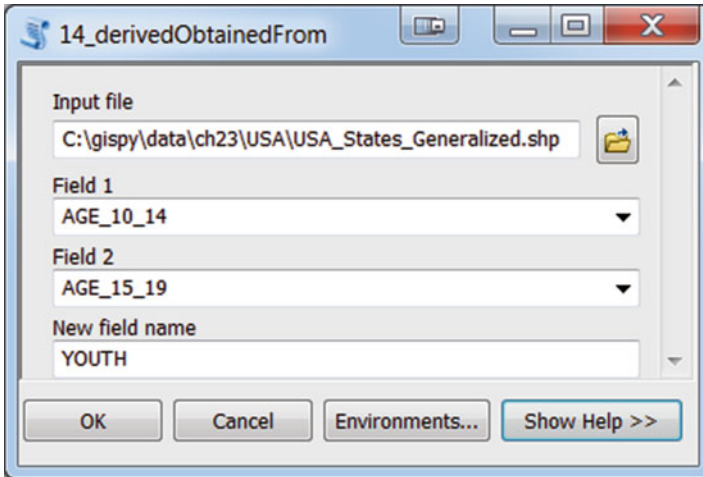 14_derivedObtainedFrom
Input file
C:\gispy\data\ch23\USA\USA_States_Generalized.shp
Field 1
AGE_10_14
Field 2
AGE_15_19
New field name
YOUTH
OK Cancel Environments... Show Help >>